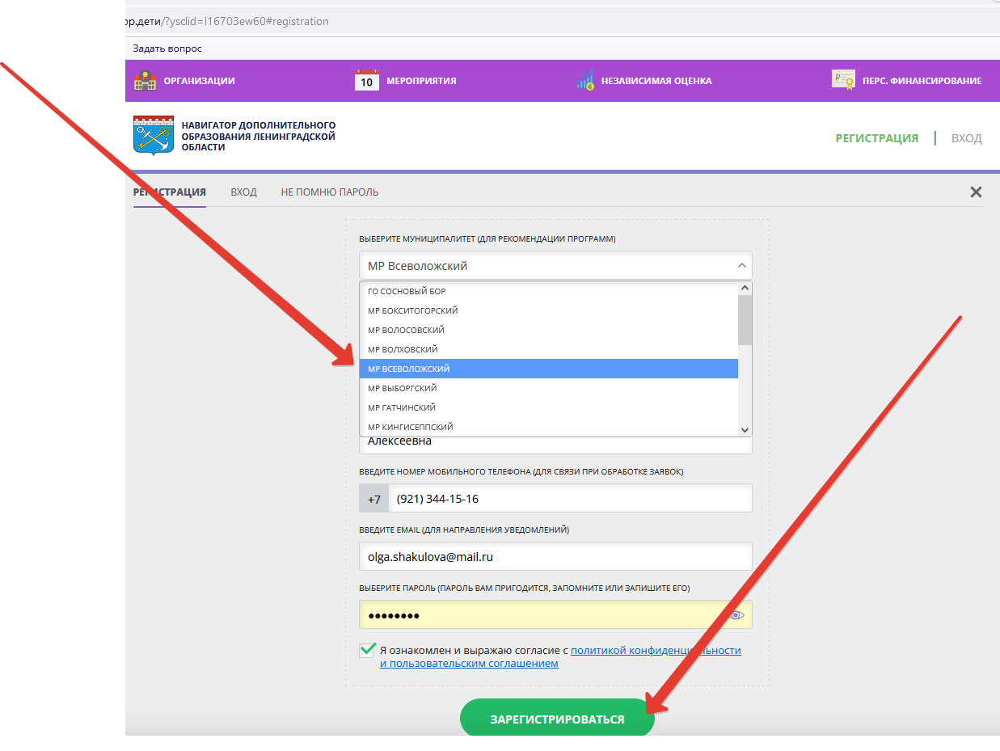 ор.дети/?ysclid=l16703ew60#registration
Задать вопрос
ОРГАНИЗАЦИИ
10 МЕРОПРИЯТИЯ
НЕЗАВИСИМАЯ ОЦЕНКА
ПЕРС. ФИНАНСИРОВАНИЕ
НАВИГАТОР ДОПОЛНИТЕЛЬНОГО
ОБРАЗОВАНИЯ ЛЕНИНГРАДСКОЙ
ОБЛАСТИ
РЕГИСТРАЦИЯ | ВХОД
РЕГИСТРАЦИЯ ВХОД НЕ ПОМНЮ ПАРОЛЬ
ВЫБЕРИТЕ МУНИЦИПАЛИТЕТ (ДЛЯ РЕКОМЕНДАЦИИ ПРОГРАММ)
МР Всеволожский
ГО СОСНОВЫЙ БОР
МР БОКСИТОГОРСКИЙ
МР ВОЛОСОВСКИЙ
МР ВОЛХОВСКИЙ
МР ВСЕВОЛОЖСКИЙ
МР ВЫБОРГСКИЙ
МР ГАТЧИНСКИЙ
МР КИНГИСЕППСКИЙ
Алексеевна
ВВЕДИТЕ НОМЕР МОБИЛЬНОГО ТЕЛЕФОНА (ДЛЯ СВЯЗИ ПРИ ОБРАБОТКЕ ЗАЯВОК)
+7 (921) 344-15-16
ВВЕДИТЕ EMAIL (ДЛЯ НАПРАВЛЕНИЯ УВЕДОМЛЕНИЙ)
olga.shakulova@mail.ru
ВЫБЕРИТЕ ПАРОЛЬ (ПАРОЛЬ ВАМ ПРИГОДИТСЯ, ЗАПОМНИТЕ ИЛИ ЗАПИШИТЕ ЕГО)
Я ознакомлен и выражаю согласие с политикой конфиденциальности
и пользовательским соглашением
ЗАРЕГИСТРИРОВАТЬСЯ